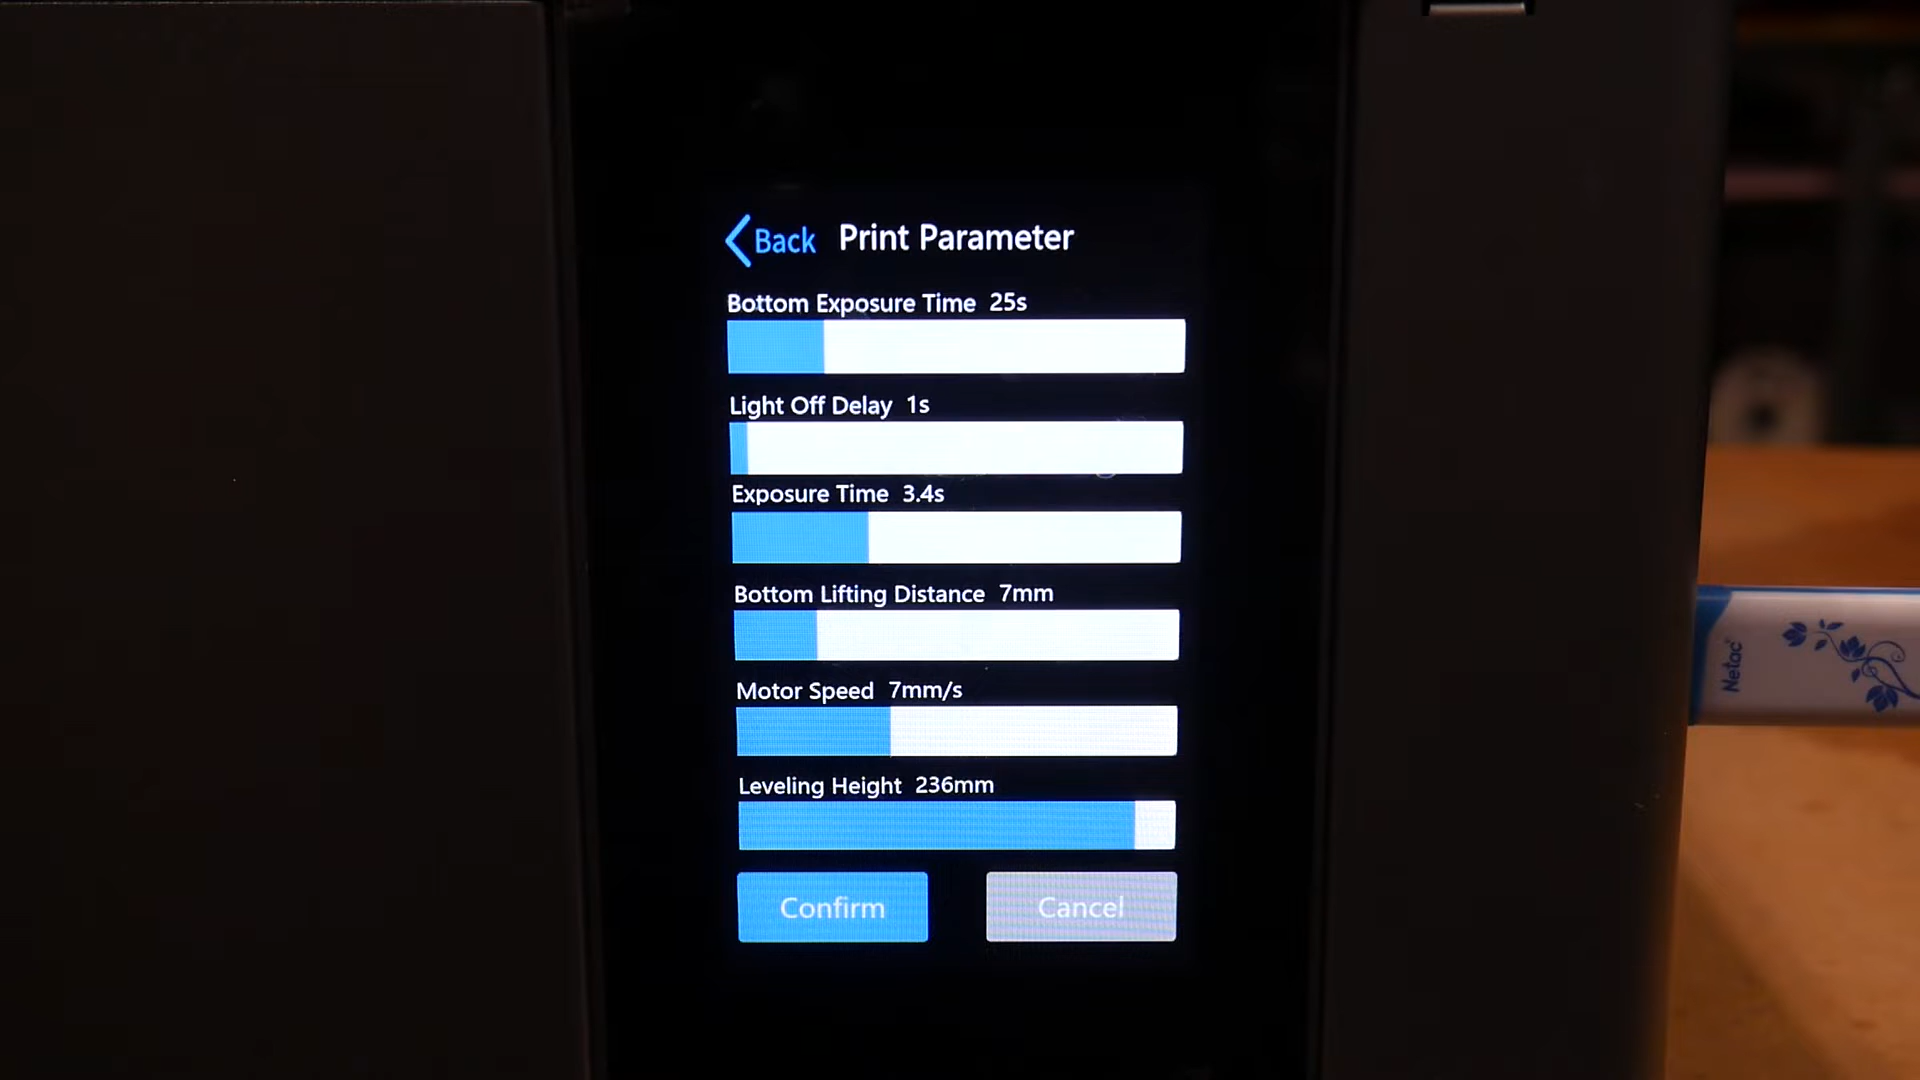 Back Print Parameter
Bottom Exposure Time 25s
Light Off Delay 1s
Exposure Time 3.4s
Bottom Lifting Distance 7mm
Motor Speed 7mm/s
Leveling Height 236mm
Confirm Cancel
Netac